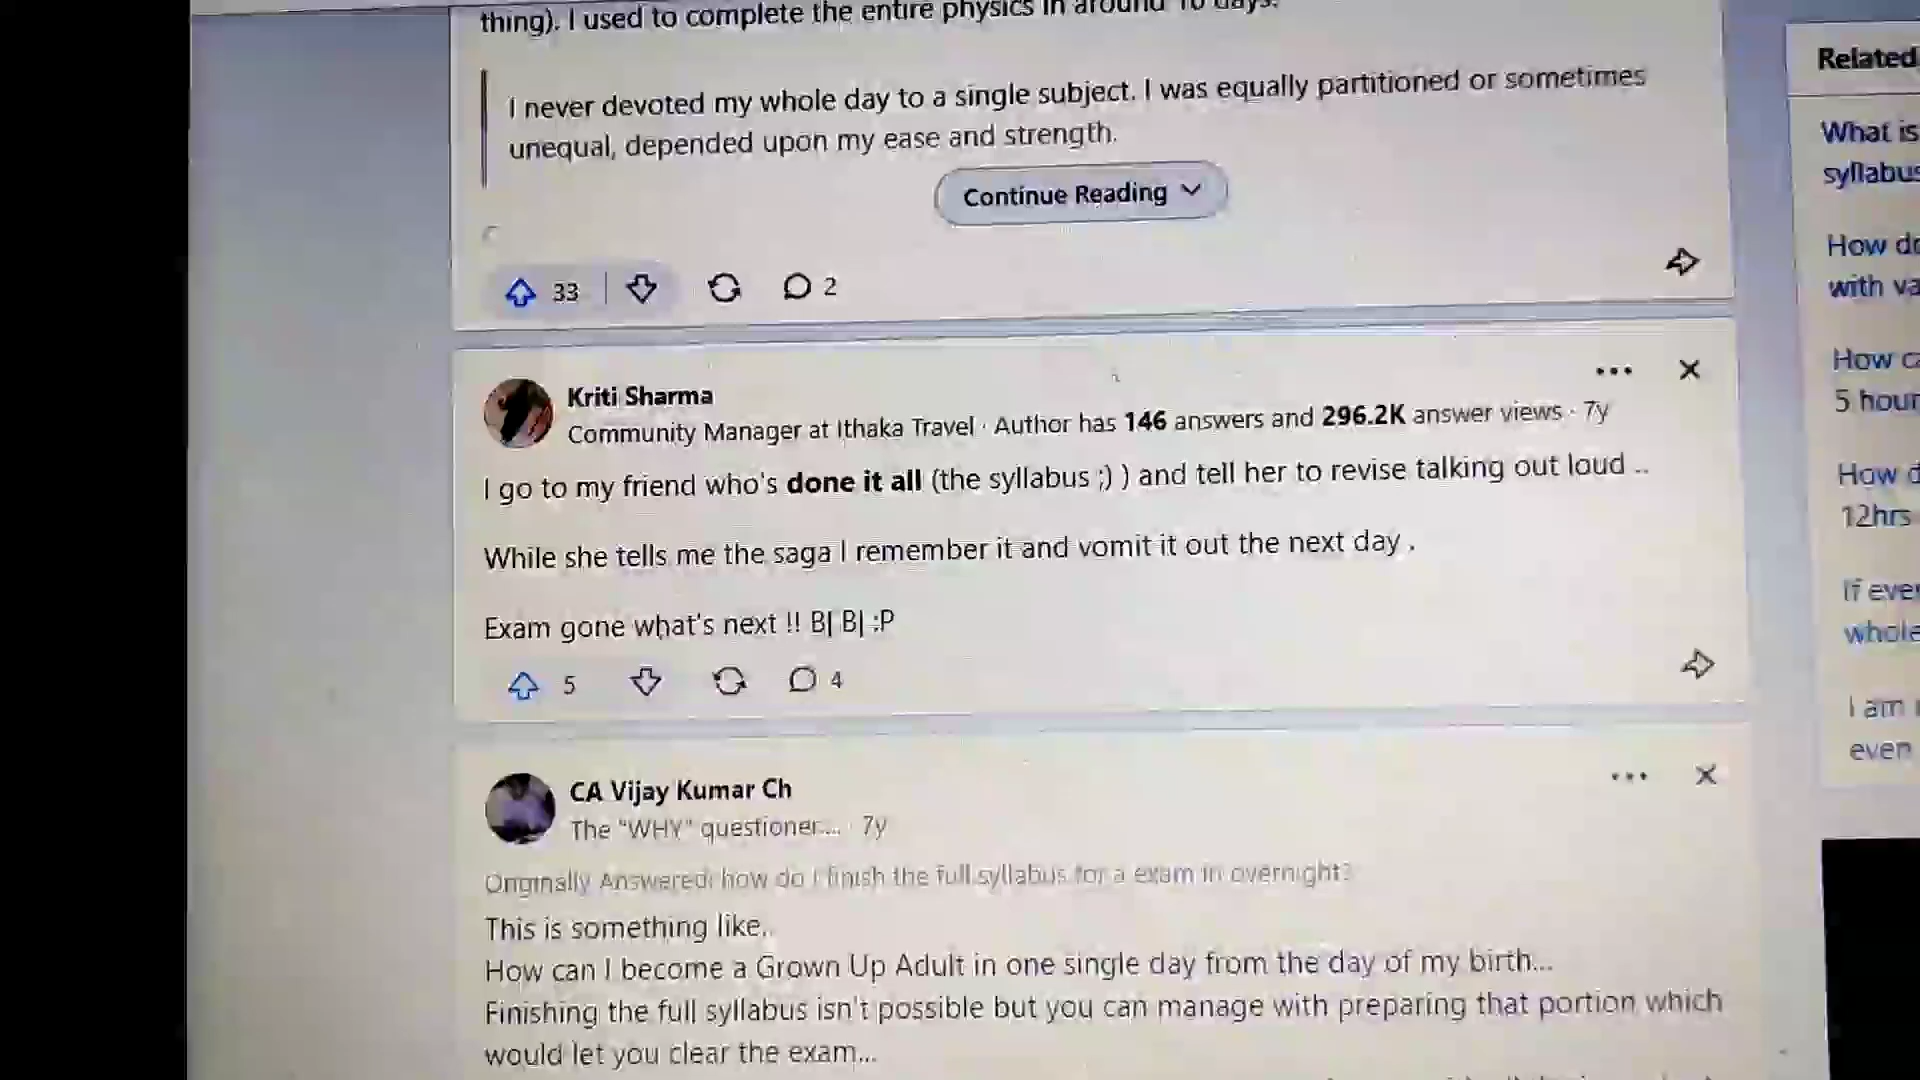 thing). I used to complete the entire physics in around 10 days.
I never devoted my whole day to a single subject. I was equally partitioned or sometimes
unequal, depended upon my ease and strength.
Continue Reading
33
2
Kriti Sharma
Community Manager at Ithaka Travel · Author has 146 answers and 296.2K answer views · 7y
I go to my friend who's done it all (the syllabus ;) ) and tell her to revise talking out loud ..
While she tells me the saga I remember it and vomit it out the next day .
Exam gone what's next !! B| B| :P
5
4
CA Vijay Kumar Ch
The "WHY" questioner.... · 7y
Originally Answered: how do I finish the full syllabus for a exam in overnight?
This is something like..
How can I become a Grown Up Adult in one single day from the day of my birth...
Finishing the full syllabus isn't possible but you can manage with preparing that portion which
would let you clear the exam...
Related
What is
syllabus
How do
with va
How ca
5 hour
How d
12hrs
If ever
whole
I am
even